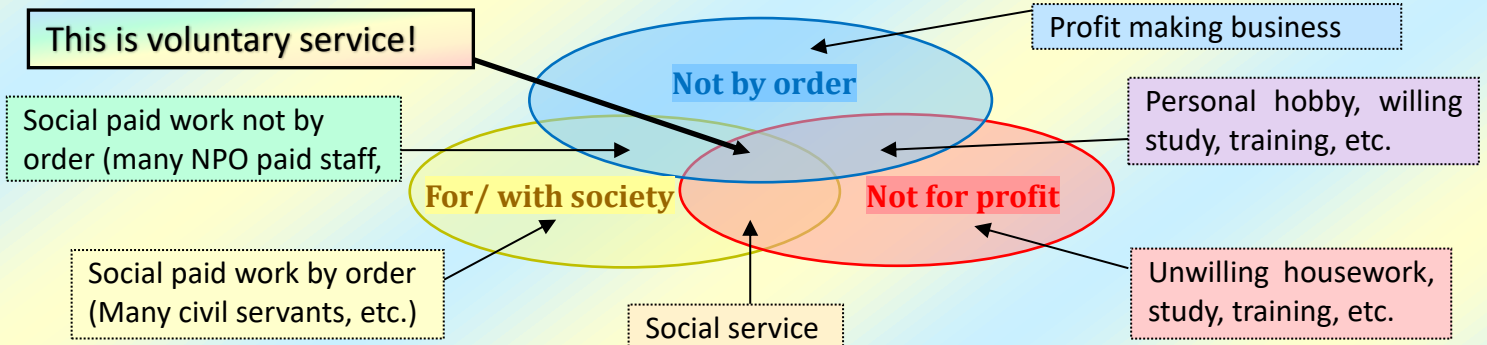 This is voluntary service!
Profit making business
Not by order
Social paid work not by
order (many NPO paid staff,
Personal hobby, willing
study, training, etc.
For/ with society
Not for profit
Social paid work by order
(Many civil servants, etc.)
Social service
Unwilling housework,
study, training, etc.